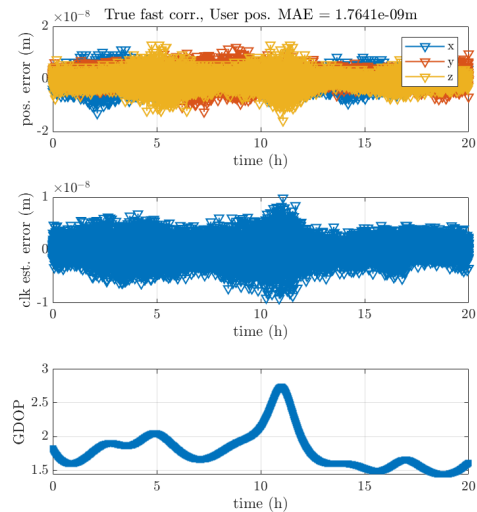 ×10⁻⁸ True fast corr., User pos. MAE = 1.7641e-09m
2
0
-2
pos. error (m)
x
y
z
0 5 10 15 20
time (h)
×10⁻⁸
1
0
-1
clk est. error (m)
0 5 10 15 20
time (h)
3
2.5
2
1.5
GDOP
0 5 10 15 20
time (h)